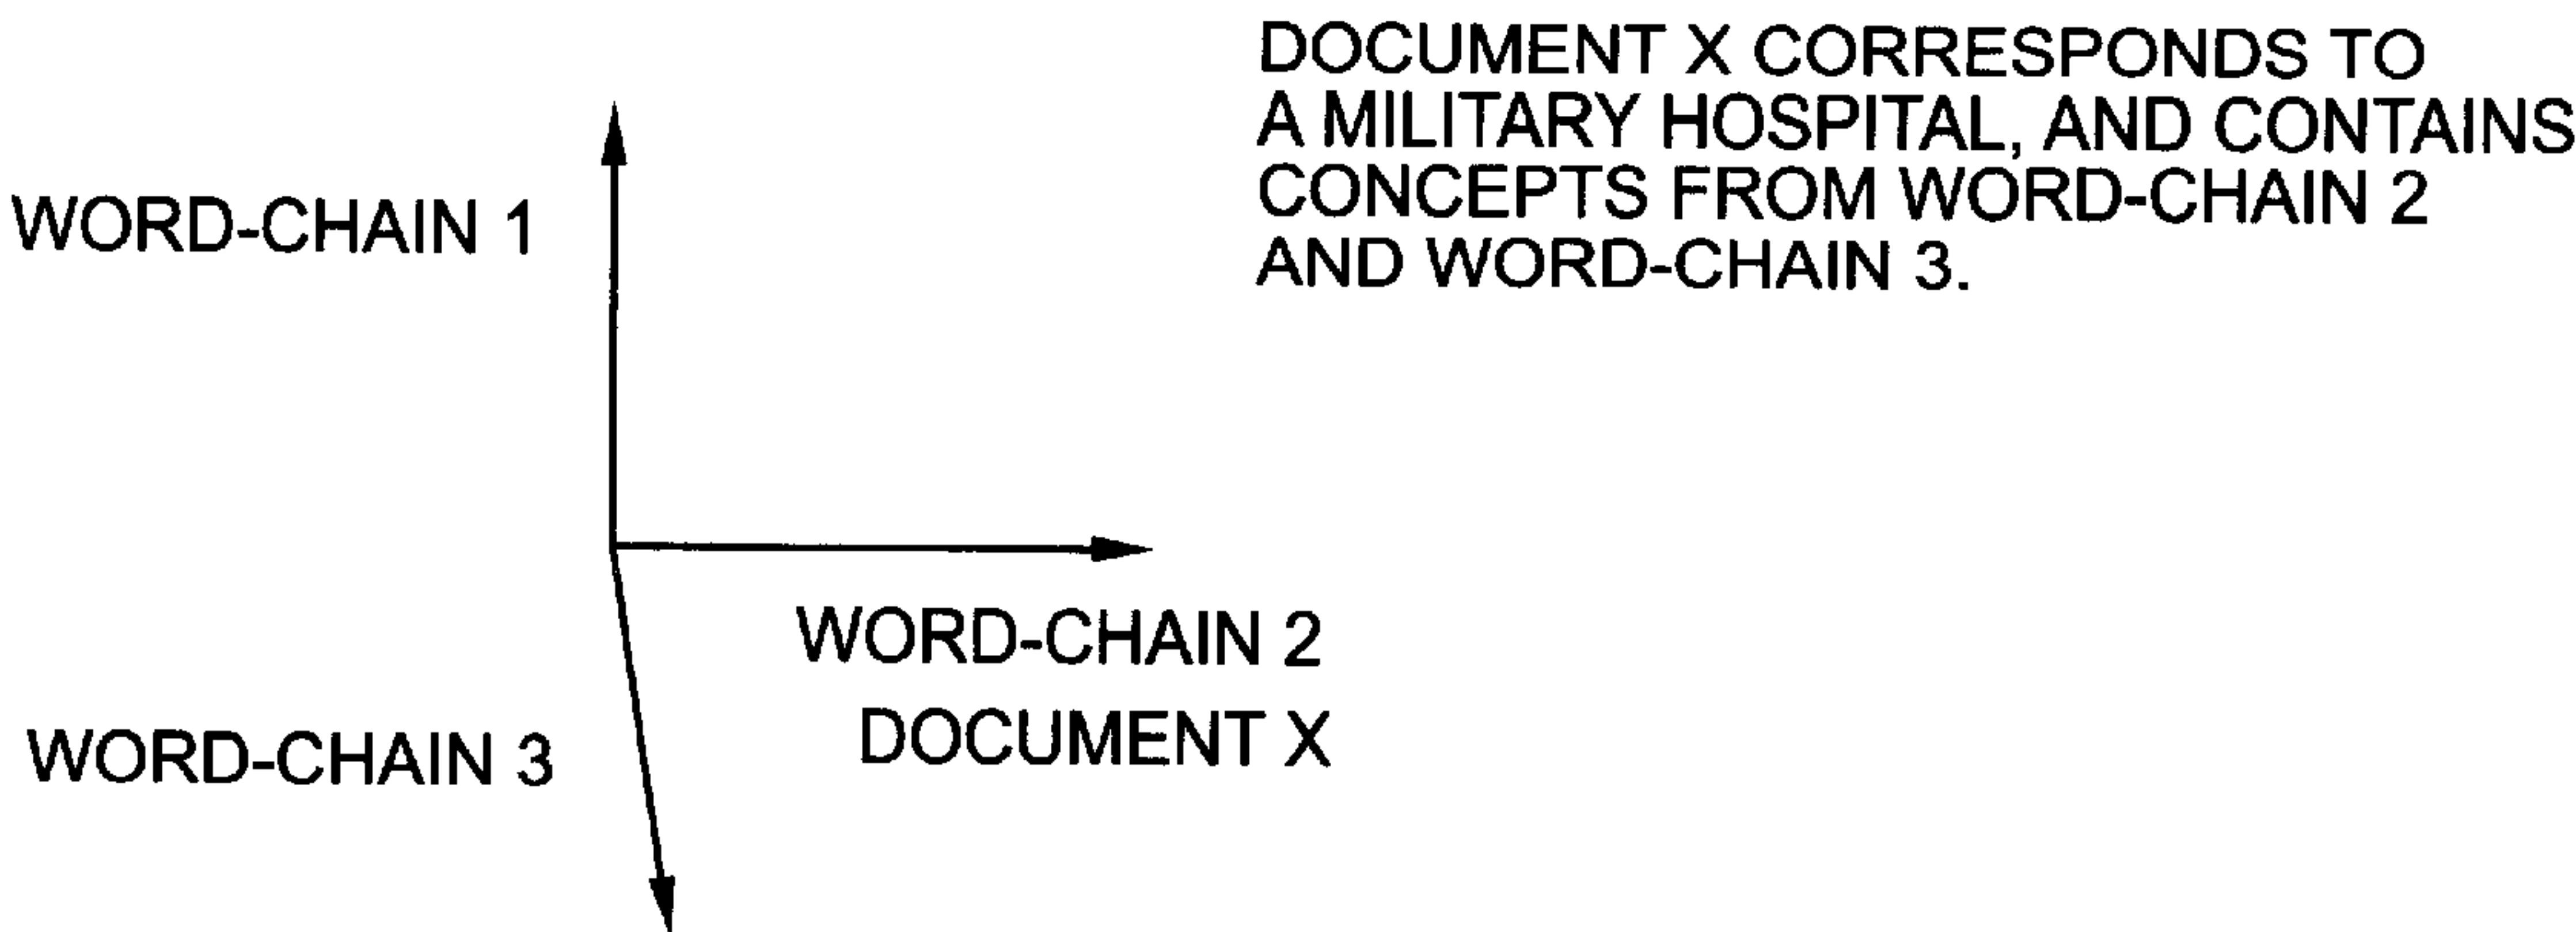 DOCUMENT X CORRESPONDS TO
A MILITARY HOSPITAL, AND CONTAINS
CONCEPTS FROM WORD-CHAIN 2
AND WORD-CHAIN 3.
WORD-CHAIN 1
WORD-CHAIN 2
DOCUMENT X
WORD-CHAIN 3